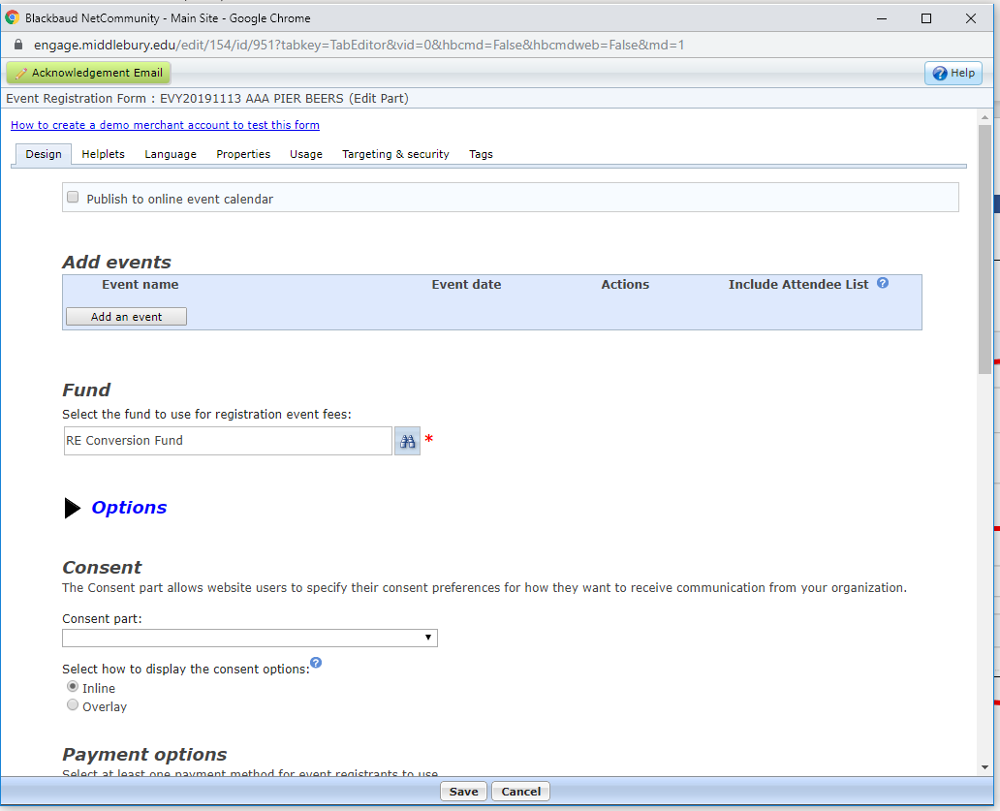 Blackbaud NetCommunity - Main Site - Google Chrome
engage.middlebury.edu/edit/154/id/951?tabkey=TabEditor&vid=0&hbcmd=False&hbcmdweb=False&md=1
Acknowledgement Email Help
Event Registration Form : EVY20191113 AAA PIER BEERS (Edit Part)
How to create a demo merchant account to test this form
Design Helplets Language Properties Usage Targeting & security Tags
Publish to online event calendar
Add events
Event name Event date Actions Include Attendee List ?
Add an event
Fund
Select the fund to use for registration event fees:
RE Conversion Fund *
Options
Consent
The Consent part allows website users to specify their consent preferences for how they want to receive communication from your organization.
Consent part:
Select how to display the consent options: ?
Inline
Overlay
Payment options
Select at least one payment method for event registrants to use
Save Cancel